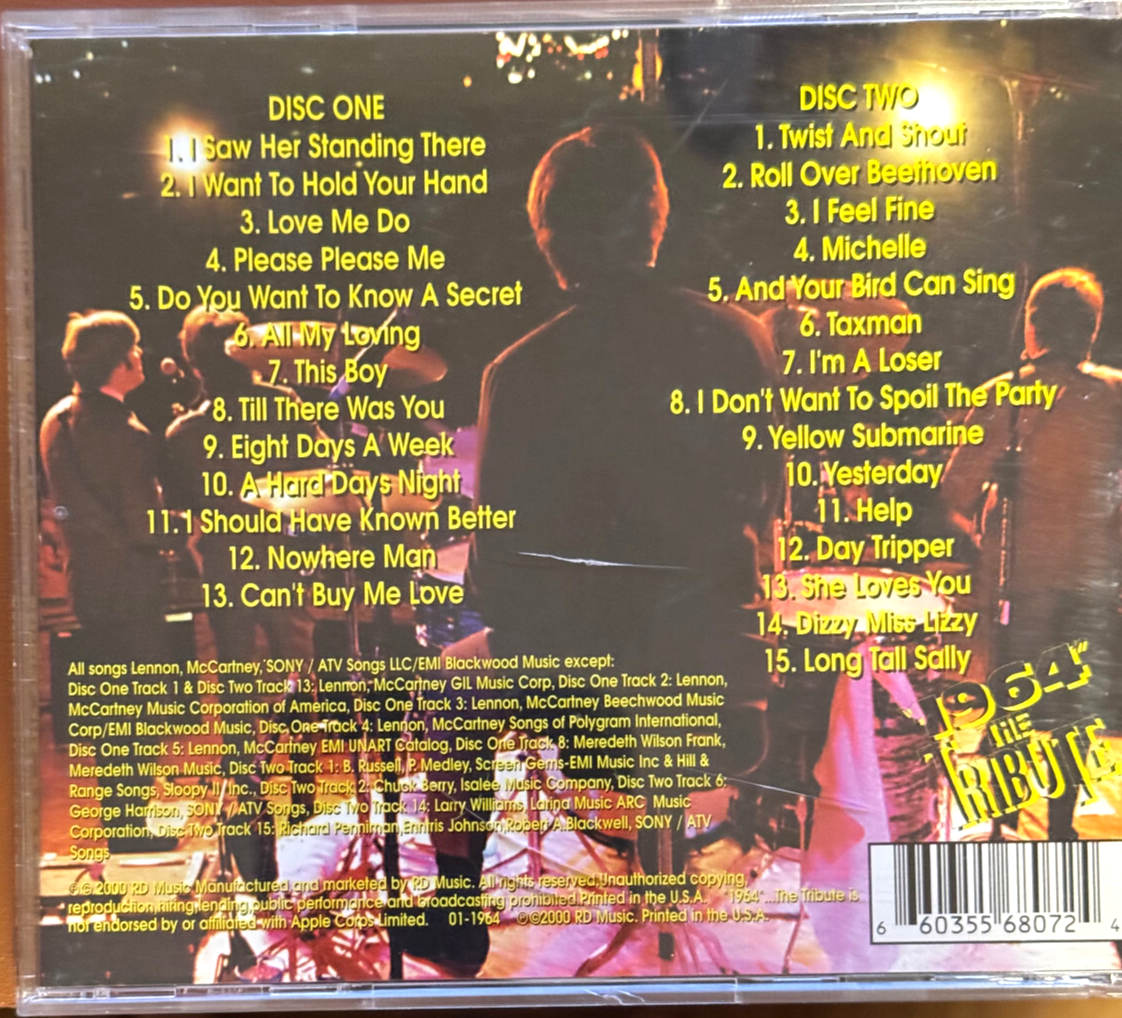 DISC ONE
1. I Saw Her Standing There
2. I Want To Hold Your Hand
3. Love Me Do
4. Please Please Me
5. Do You Want To Know A Secret
6. All My Loving
7. This Boy
8. Till There Was You
9. Eight Days A Week
10. A Hard Days Night
11. I Should Have Known Better
12. Nowhere Man
13. Can't Buy Me Love
DISC TWO
1. Twist And Shout
2. Roll Over Beethoven
3. I Feel Fine
4. Michelle
5. And Your Bird Can Sing
6. Taxman
7. I'm A Loser
8. I Don't Want To Spoil The Party
9. Yellow Submarine
10. Yesterday
11. Help
12. Day Tripper
13. She Loves You
14. Dizzy Miss Lizzy
15. Long Tall Sally
All songs Lennon, McCartney, SONY / ATV Songs LLC/EMI Blackwood Music except:
Disc One Track 1 & Disc Two Track 13: Lennon, McCartney GIL Music Corp, Disc One Track 2: Lennon,
McCartney Music Corporation of America, Disc One Track 3: Lennon, McCartney Beechwood Music
Corp/EMI Blackwood Music, Disc One Track 4: Lennon, McCartney Songs of Polygram International,
Disc One Track 5: Lennon, McCartney EMI UNART Catalog, Disc One Track 8: Meredeth Wilson Frank,
Meredeth Wilson Music, Disc Two Track 1: B. Russell, P. Medley, Screen Gems-EMI Music Inc & Hill &
Range Songs, Sloopy II, Inc., Disc Two Track 2: Chuck Berry, Isalee Music Company, Disc Two Track 6:
George Harrison, SONY / ATV Songs, Disc Two Track 14: Larry Williams, Larina Music ARC Music
Corporation, Disc Two Track 15: Richard Penniman, Enntris Johnson, Robert A. Blackwell, SONY / ATV
Songs
℗©2000 RD Music Manufactured and marketed by RD Music. All rights reserved. Unauthorized copying,
reproduction, hiring, lending, public performance and broadcasting prohibited. Printed in the U.S.A. "1964"...The Tribute is
not endorsed by or affiliated with Apple Corps Limited. 01-1964 ℗©2000 RD Music. Printed in the U.S.A.
"1964"
THE
TRIBUTE
6 60355 68072 4